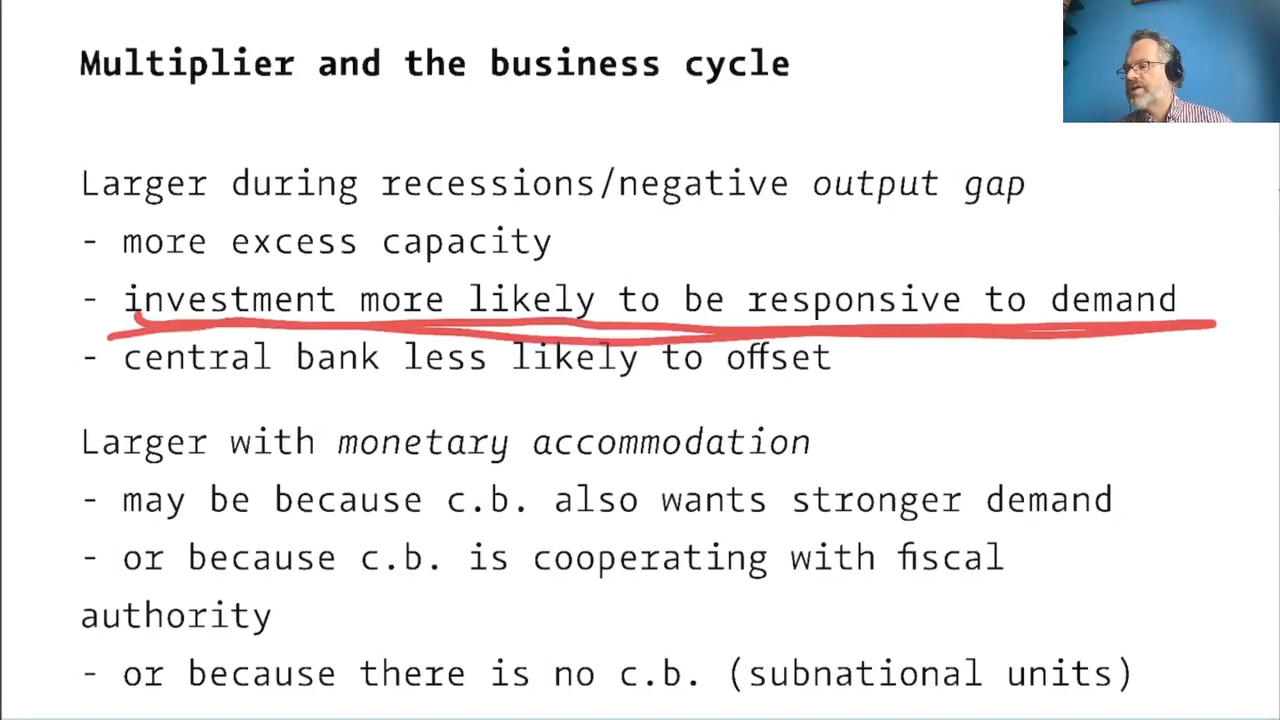 Multiplier and the business cycle
Larger during recessions/negative output gap
- more excess capacity
- investment more likely to be responsive to demand
- central bank less likely to offset
Larger with monetary accommodation
- may be because c.b. also wants stronger demand
- or because c.b. is cooperating with fiscal
authority
- or because there is no c.b. (subnational units)